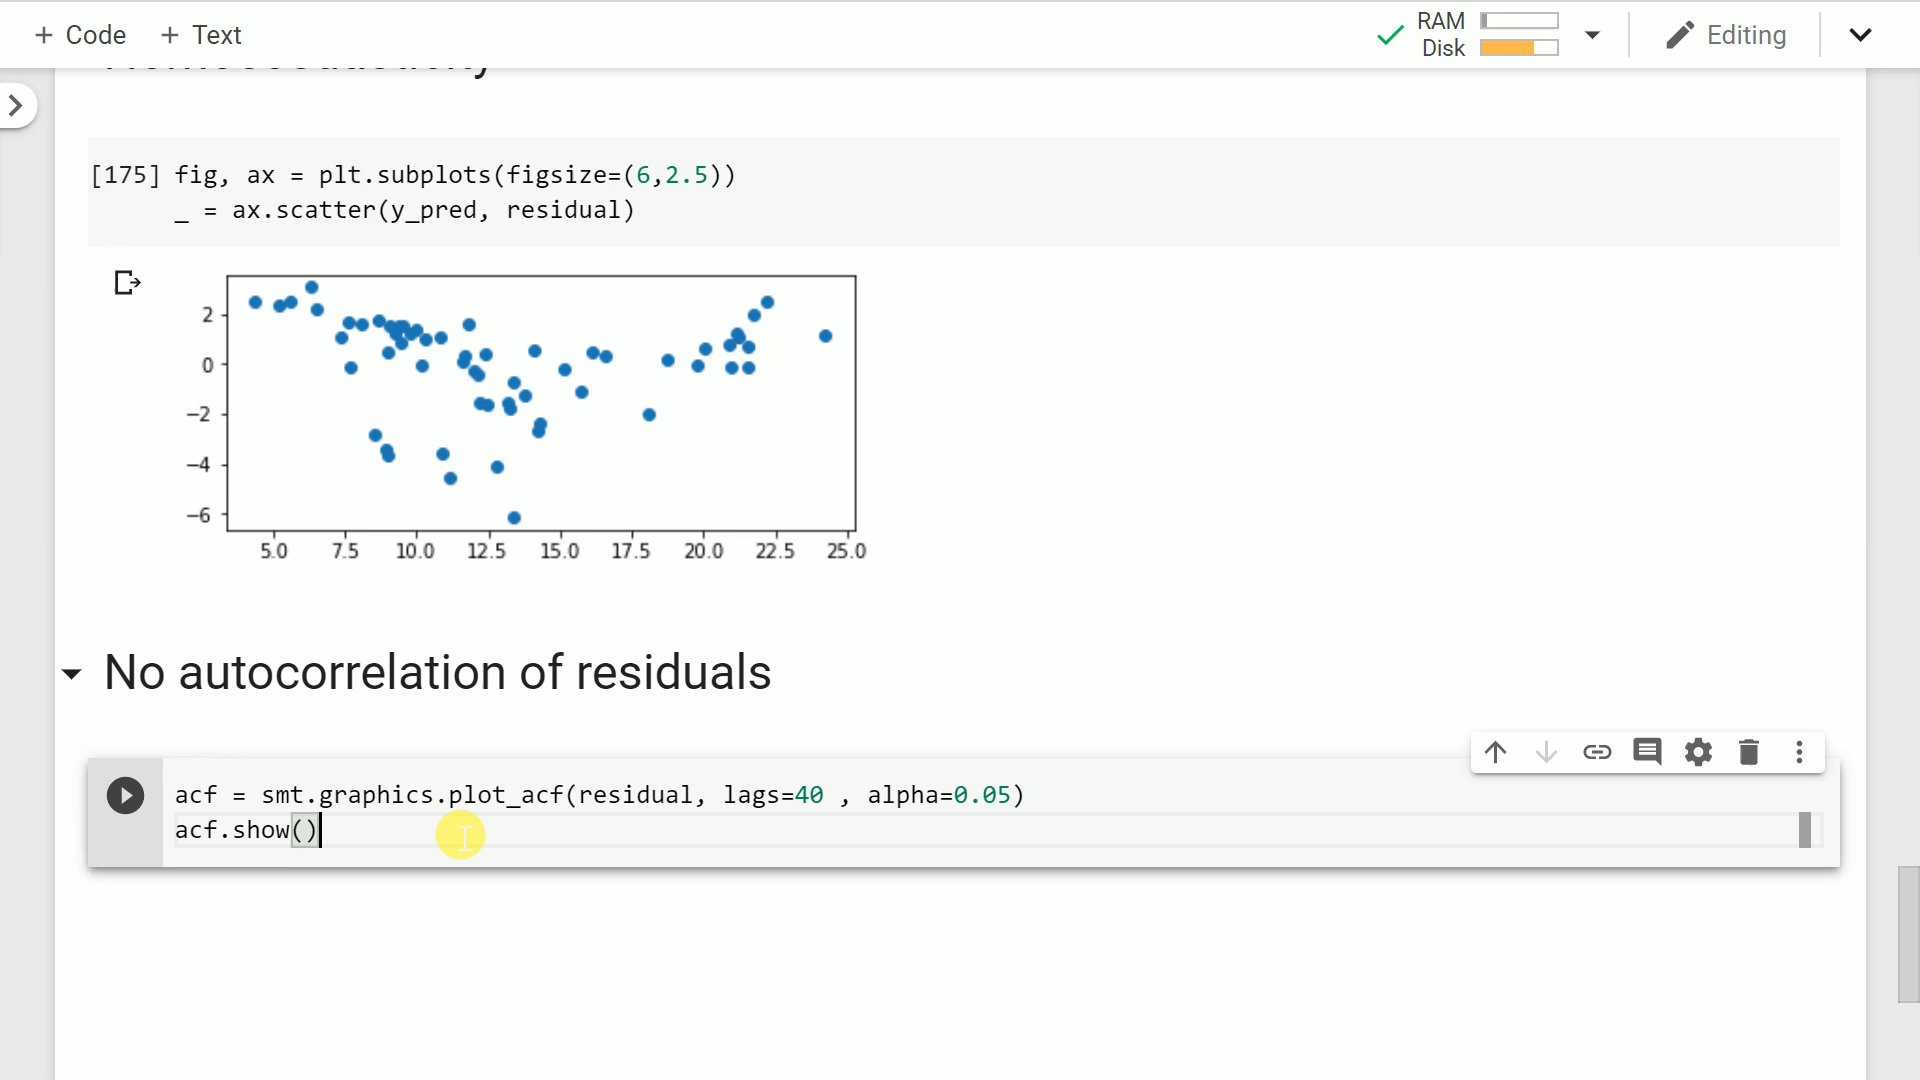 + Code + Text
RAM
Disk
Editing
[175] fig, ax = plt.subplots(figsize=(6,2.5))
_ = ax.scatter(y_pred, residual)
2
0
−2
−4
−6
5.0 7.5 10.0 12.5 15.0 17.5 20.0 22.5 25.0
No autocorrelation of residuals
acf = smt.graphics.plot_acf(residual, lags=40 , alpha=0.05)
acf.show()